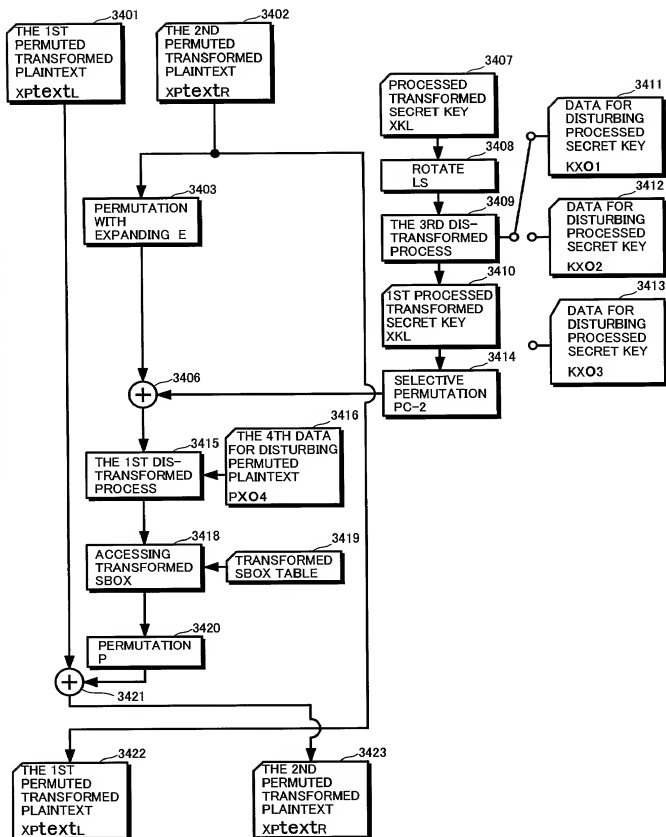 3401
THE 1ST
PERMUTED
TRANSFORMED
PLAINTEXT
XPtextL
3402
THE 2ND
PERMUTED
TRANSFORMED
PLAINTEXT
XPtextR
3407
PROCESSED
TRANSFORMED
SECRET KEY
XKL
3408
ROTATE
LS
3409
THE 3RD DIS-
TRANSFORMED
PROCESS
3410
1ST PROCESSED
TRANSFORMED
SECRET KEY
XKL
3414
SELECTIVE
PERMUTATION
PC-2
3411
DATA FOR
DISTURBING
PROCESSED
SECRET KEY
KXO1
3412
DATA FOR
DISTURBING
PROCESSED
SECRET KEY
KXO2
3413
DATA FOR
DISTURBING
PROCESSED
SECRET KEY
KXO3
3403
PERMUTATION
WITH
EXPANDING E
3406
3415
THE 1ST DIS-
TRANSFORMED
PROCESS
3416
THE 4TH DATA
FOR DISTURBING
PERMUTED
PLAINTEXT
PXO4
3418
ACCESSING
TRANSFORMED
SBOX
3419
TRANSFORMED
SBOX TABLE
3420
PERMUTATION
P
3421
3422
THE 1ST
PERMUTED
TRANSFORMED
PLAINTEXT
XPtextL
3423
THE 2ND
PERMUTED
TRANSFORMED
PLAINTEXT
XPtextR